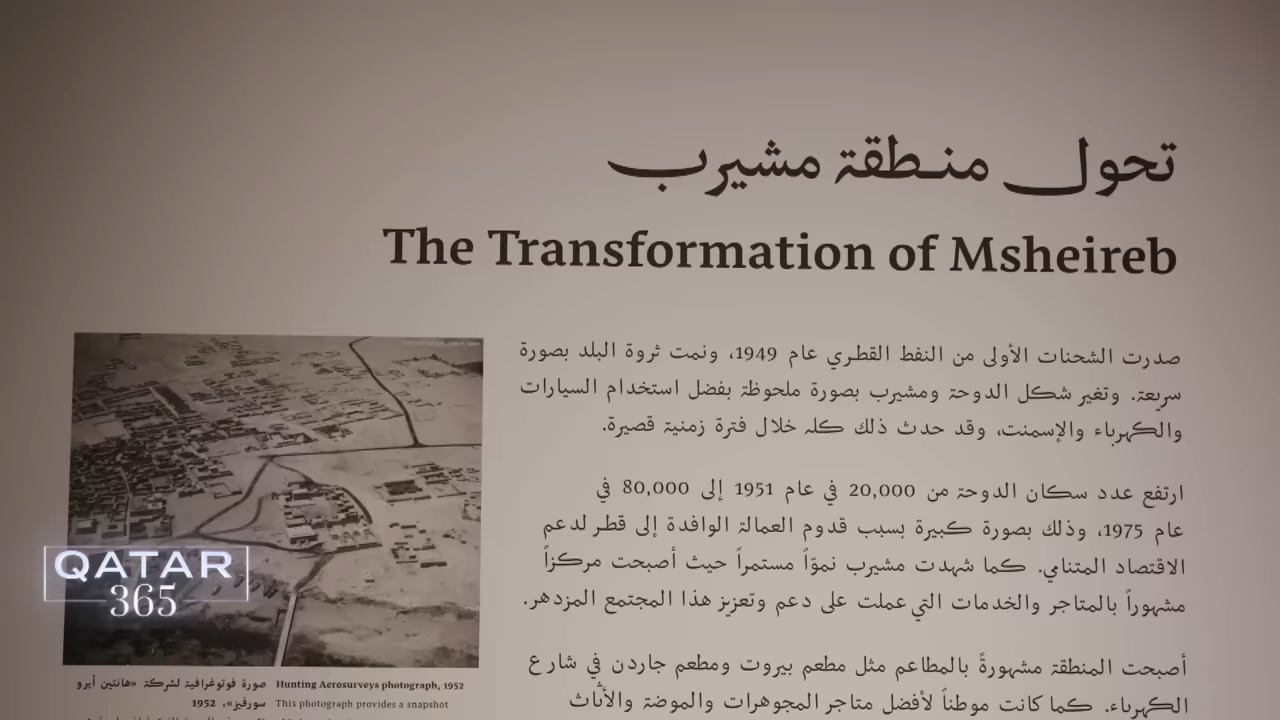 تحول منطقة مشيرب
The Transformation of Msheireb
صدرت الشحنات الأولى من النفط القطري عام 1949، ونمت ثروة البلد بصورة
سريعة. وتغير شكل الدوحة ومشيرب بصورة ملحوظة بفضل استخدام السيارات
والكهرباء والإسمنت، وقد حدث ذلك كله خلال فترة زمنية قصيرة.
ارتفع عدد سكان الدوحة من 20,000 في عام 1951 إلى 80,000 في
عام 1975، وذلك بصورة كبيرة بسبب قدوم العمالة الوافدة إلى قطر لدعم
الاقتصاد المتنامي. كما شهدت مشيرب نموّاً مستمراً حيث أصبحت مركزاً
مشهوراً بالمتاجر والخدمات التي عملت على دعم وتعزيز هذا المجتمع المزدهر.
أصبحت المنطقة مشهورةً بالمطاعم مثل مطعم بيروت ومطعم جاردن في شارع
الكهرباء. كما كانت موطناً لأفضل متاجر المجوهرات والموضة والأثاث
صورة فوتوغرافية لشركة «هانتين أيرو
سورفيز»، 1952
Hunting Aerosurveys photograph, 1952
This photograph provides a snapshot
QATAR
365